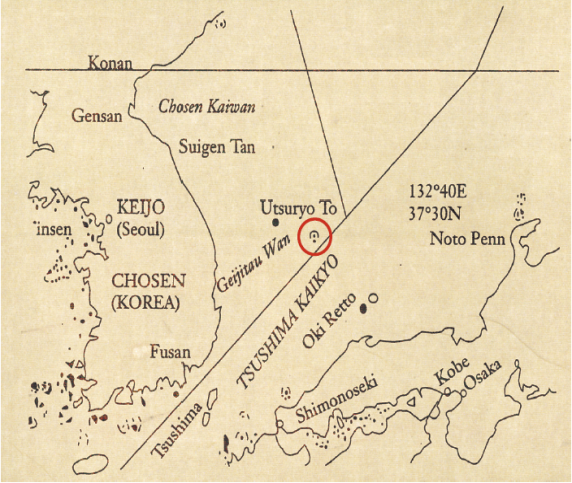 Konan
Gensan
Chosen Kaiwan
Suigen Tan
Utsuryo To
132°40E
37°30N
KEIJO
(Seoul)
insen
Noto Penn
Geijitau Wan
TSUSHIMA KAIKYO
CHOSEN
(KOREA)
Oki Retto
Fusan
Tsushima
Shimonoseki
Kobe
Osaka